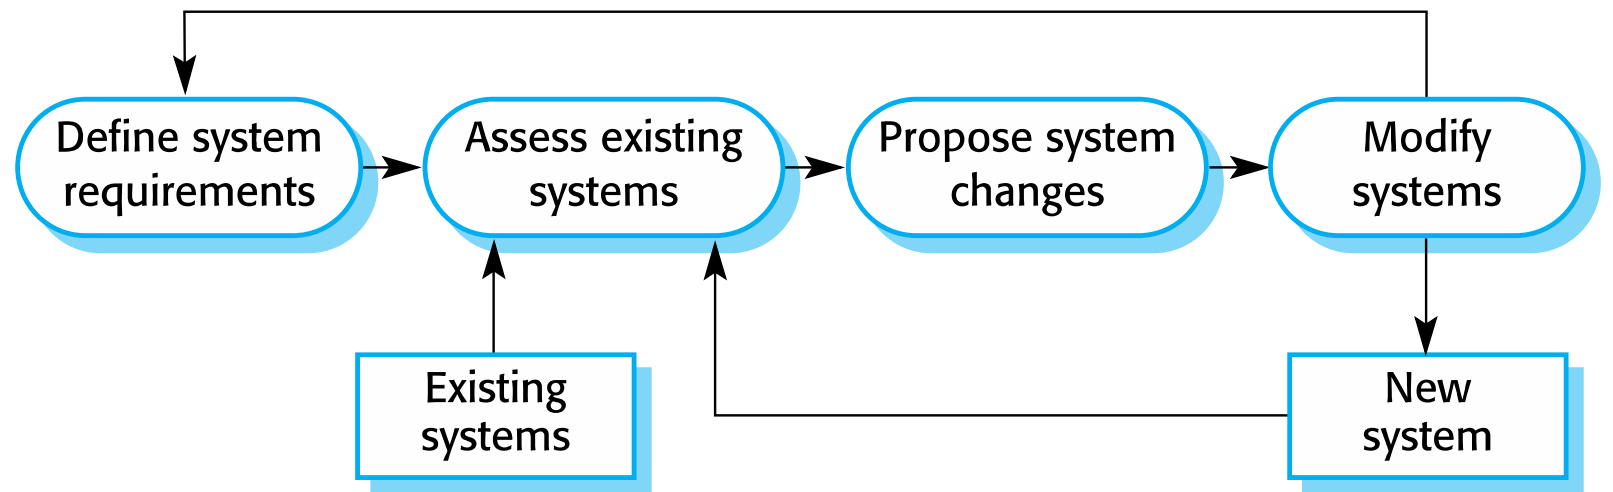 Define system
requirements
Assess existing
systems
Propose system
changes
Modify
systems
Existing
systems
New
system